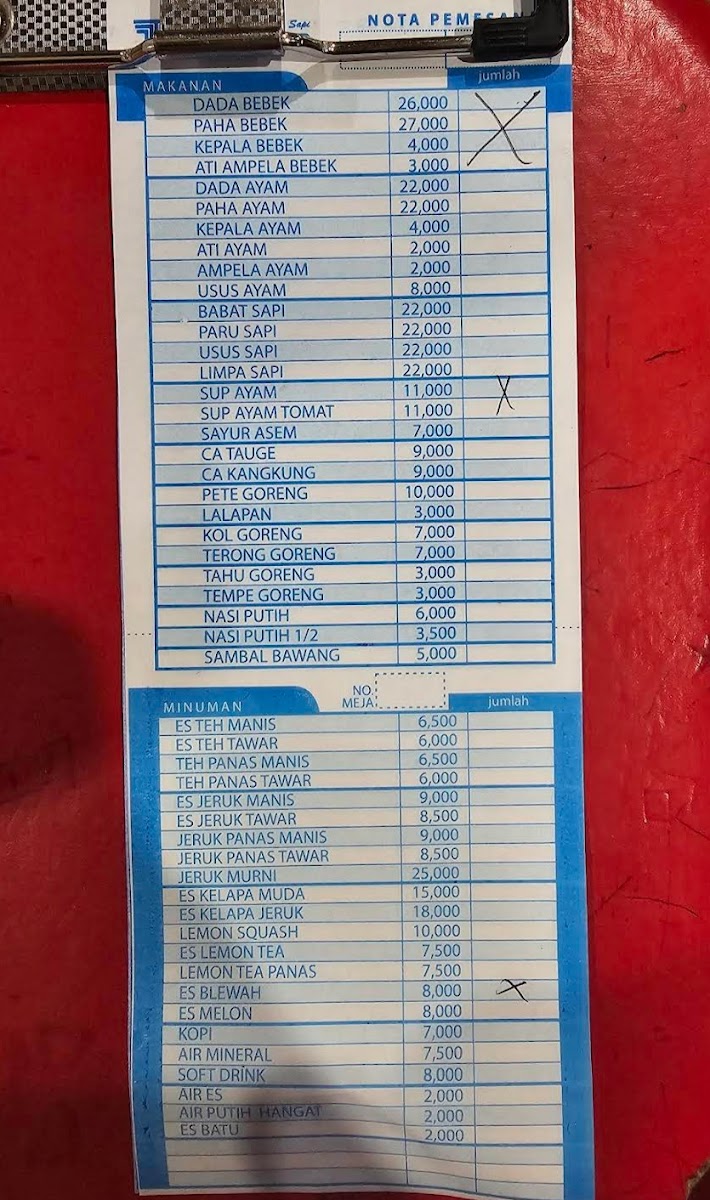 Sapi
NOTA PEMESAN
MAKANAN jumlah
DADA BEBEK 26,000
PAHA BEBEK 27,000
KEPALA BEBEK 4,000
ATI AMPELA BEBEK 3,000
DADA AYAM 22,000
PAHA AYAM 22,000
KEPALA AYAM 4,000
ATI AYAM 2,000
AMPELA AYAM 2,000
USUS AYAM 8,000
BABAT SAPI 22,000
PARU SAPI 22,000
USUS SAPI 22,000
LIMPA SAPI 22,000
SUP AYAM 11,000
SUP AYAM TOMAT 11,000
SAYUR ASEM 7,000
CA TAUGE 9,000
CA KANGKUNG 9,000
PETE GORENG 10,000
LALAPAN 3,000
KOL GORENG 7,000
TERONG GORENG 7,000
TAHU GORENG 3,000
TEMPE GORENG 3,000
NASI PUTIH 6,000
NASI PUTIH 1/2 3,500
SAMBAL BAWANG 5,000
NO.
MEJA:
MINUMAN jumlah
ES TEH MANIS 6,500
ES TEH TAWAR 6,000
TEH PANAS MANIS 6,500
TEH PANAS TAWAR 6,000
ES JERUK MANIS 9,000
ES JERUK TAWAR 8,500
JERUK PANAS MANIS 9,000
JERUK PANAS TAWAR 8,500
JERUK MURNI 25,000
ES KELAPA MUDA 15,000
ES KELAPA JERUK 18,000
LEMON SQUASH 10,000
ES LEMON TEA 7,500
LEMON TEA PANAS 7,500
ES BLEWAH 8,000
ES MELON 8,000
KOPI 7,000
AIR MINERAL 7,500
SOFT DRINK 8,000
AIR ES 2,000
AIR PUTIH HANGAT 2,000
ES BATU 2,000